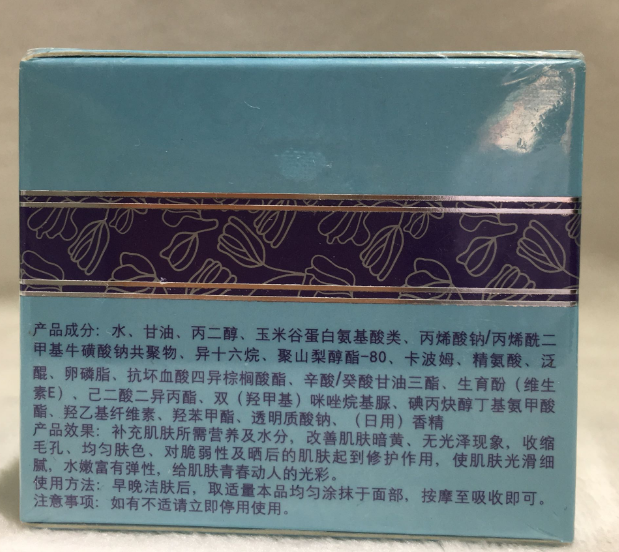 产品成分：水、甘油、丙二醇、玉米谷蛋白氨基酸类、丙烯酸钠/丙烯酰二
甲基牛磺酸钠共聚物、异十六烷、聚山梨醇酯-80、卡波姆、精氨酸、泛
醌、卵磷脂、抗坏血酸四异棕榈酸酯、辛酸/癸酸甘油三酯、生育酚（维生
素E）、己二酸二异丙酯、双（羟甲基）咪唑烷基脲、碘丙炔醇丁基氨甲酸
酯、羟乙基纤维素、羟苯甲酯、透明质酸钠、（日用）香精
产品效果：补充肌肤所需营养及水分，改善肌肤暗黄、无光泽现象，收缩
毛孔、均匀肤色、对脆弱性及晒后的肌肤起到修护作用，使肌肤光滑细
腻，水嫩富有弹性，给肌肤青春动人的光彩。
使用方法：早晚洁肤后，取适量本品均匀涂抹于面部，按摩至吸收即可。
注意事项：如有不适请立即停用使用。